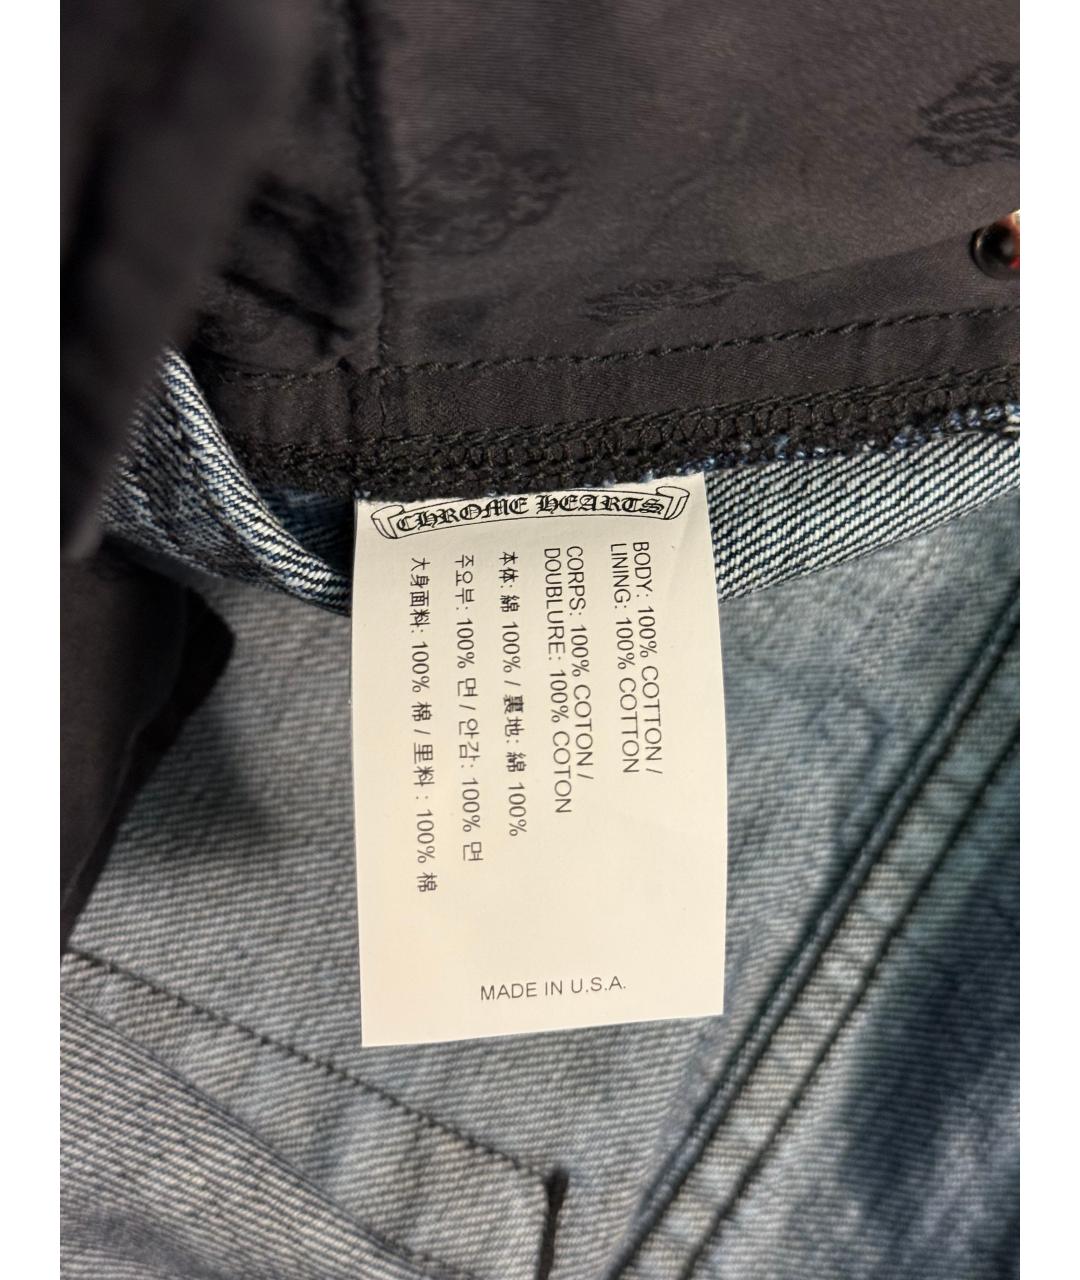 CHROME HEARTS
BODY: 100% COTTON /
LINING: 100% COTTON
CORPS: 100% COTON /
DOUBLURE: 100% COTON
本体: 綿 100% / 裏地: 綿 100%
주요부: 100% 면 / 안감: 100% 면
大身面料: 100% 棉 / 里料: 100% 棉
MADE IN U.S.A.